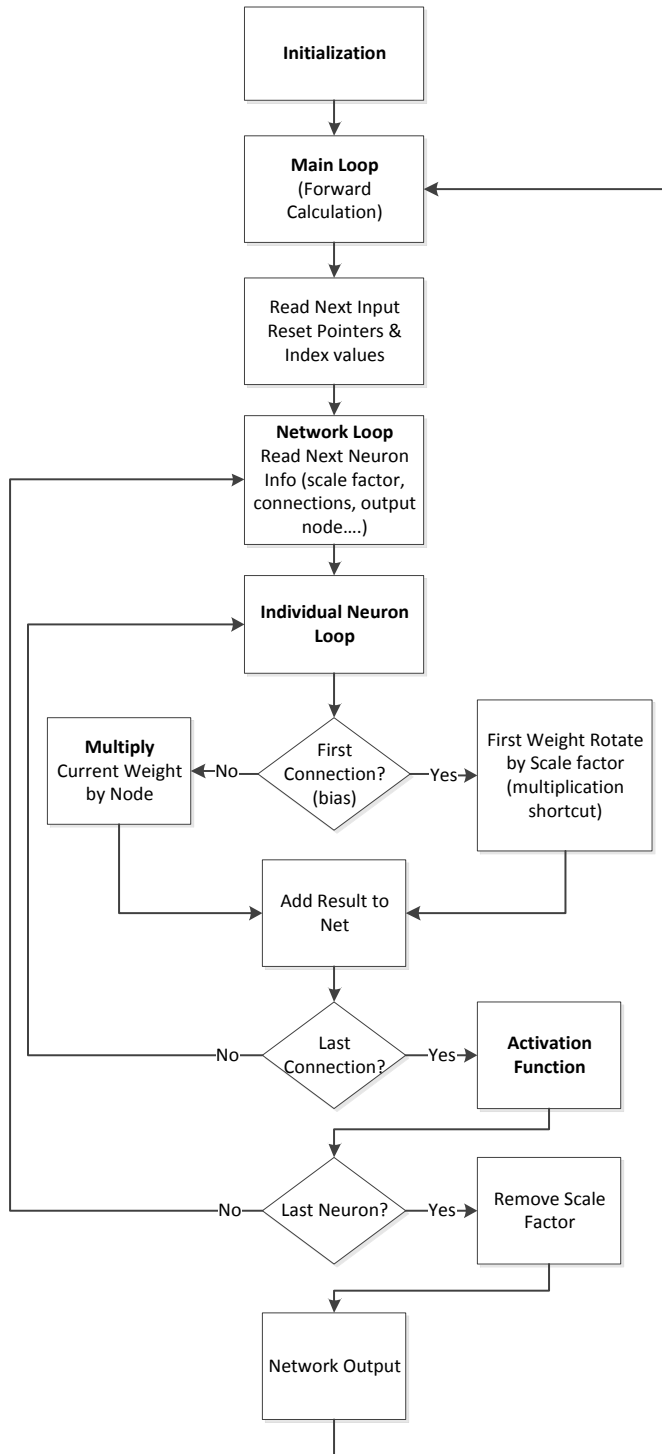 Initialization
Main Loop
(Forward
Calculation)
Read Next Input
Reset Pointers &
Index values
Network Loop
Read Next Neuron
Info (scale factor,
connections, output
node....)
Individual Neuron
Loop
Multiply
Current Weight
by Node
No
First
Connection?
(bias)
Yes
First Weight Rotate
by Scale factor
(multiplication
shortcut)
Add Result to
Net
No
Last
Connection?
Yes
Activation
Function
No
Last Neuron?
Yes
Remove Scale
Factor
Network Output